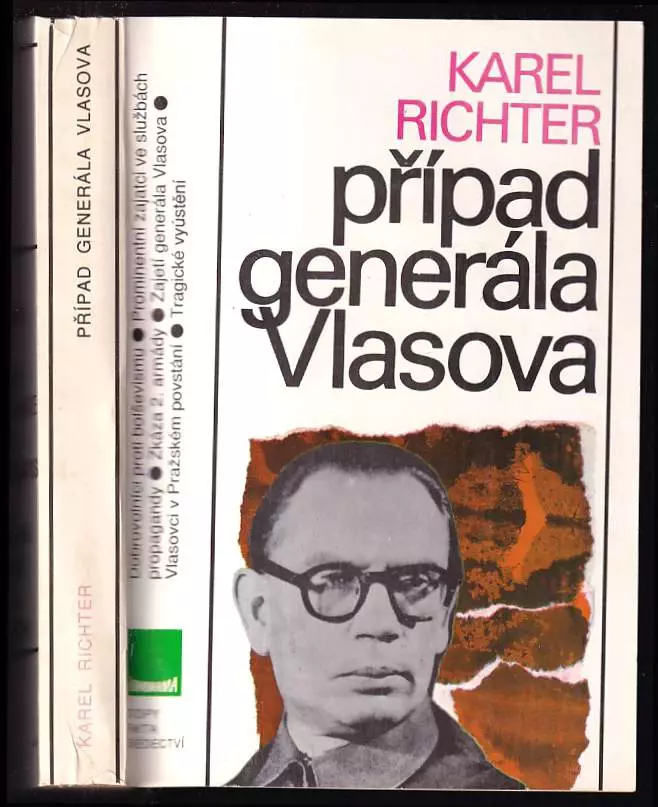 KAREL
RICHTER
případ
generála
Vlasova
Dobrovolníci proti bolševismu ● Prominentní zajatci ve službách
propagandy ● Zkáza 2. armády ● Zajetí generála Vlasova ●
Vlasovci v Pražském povstání ● Tragické vyústění
KAREL RICHTER PŘÍPAD GENERÁLA VLASOVA